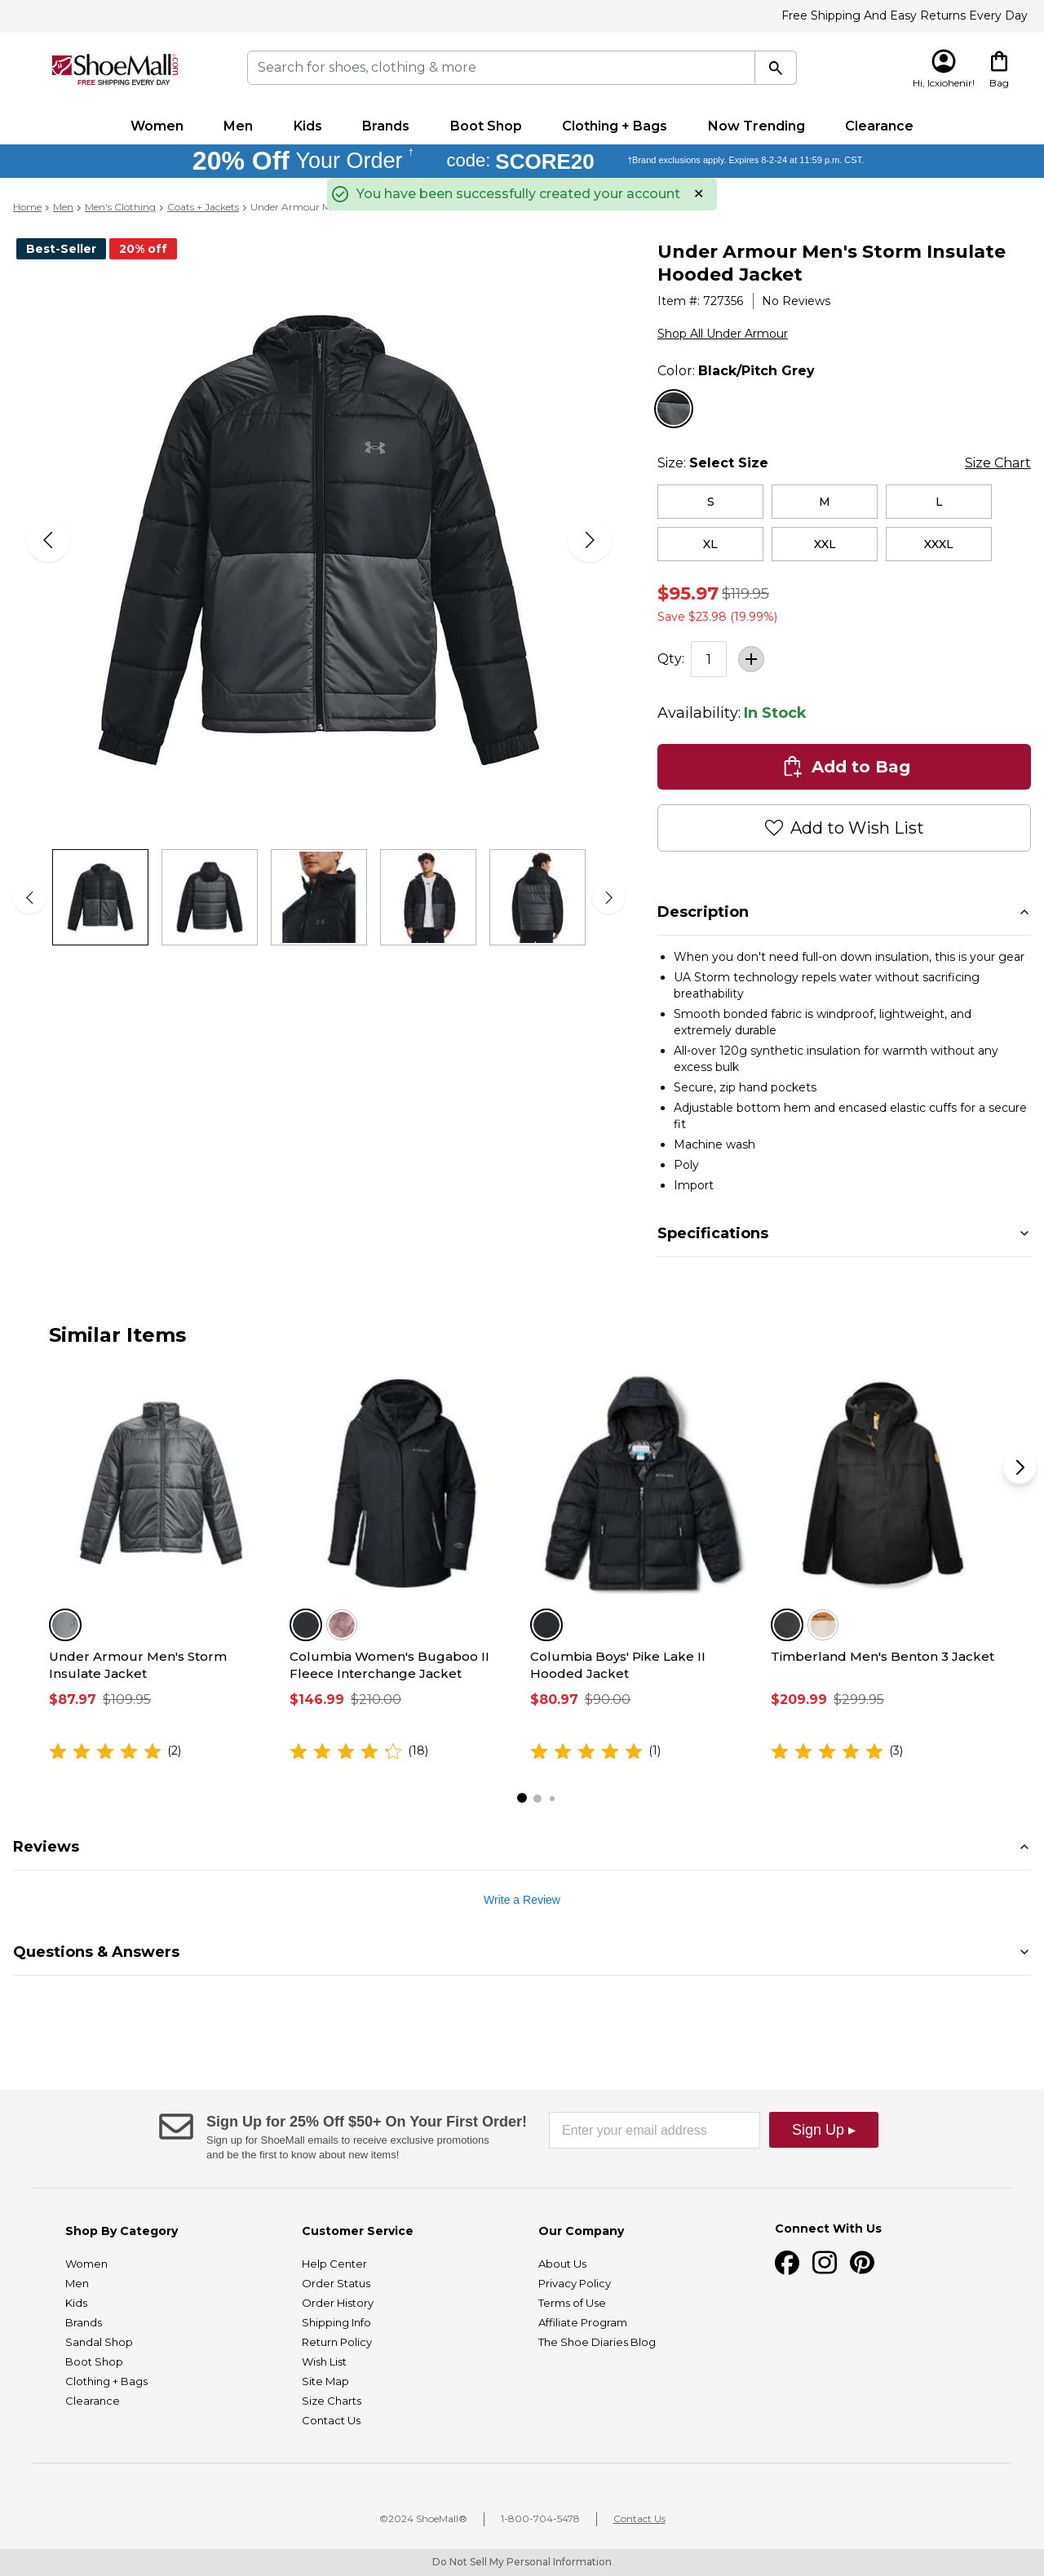 Free Shipping And Easy Returns Every Day
ShoeMall.com
FREE SHIPPING EVERY DAY
Search for shoes, clothing & more
Hi, lcxiohenir!
Bag
Women
Men
Kids
Brands
Boot Shop
Clothing + Bags
Now Trending
Clearance
20% Off Your Order †
code: SCORE20
†Brand exclusions apply. Expires 8-2-24 at 11:59 p.m. CST.
You have been successfully created your account
Home > Men > Men's Clothing > Coats + Jackets > Under Armour M
Best-Seller
20% off
Under Armour Men's Storm Insulate
Hooded Jacket
Item #: 727356
No Reviews
Shop All Under Armour
Color: Black/Pitch Grey
Size: Select Size
Size Chart
S
M
L
XL
XXL
XXXL
$95.97 $119.95
Save $23.98 (19.99%)
Qty: 1
Availability: In Stock
Add to Bag
Add to Wish List
Description
• When you don't need full-on down insulation, this is your gear
• UA Storm technology repels water without sacrificing
breathability
• Smooth bonded fabric is windproof, lightweight, and
extremely durable
• All-over 120g synthetic insulation for warmth without any
excess bulk
• Secure, zip hand pockets
• Adjustable bottom hem and encased elastic cuffs for a secure
fit
• Machine wash
• Poly
• Import
Specifications
Similar Items
Under Armour Men's Storm
Insulate Jacket
$87.97 $109.95
(2)
Columbia Women's Bugaboo II
Fleece Interchange Jacket
$146.99 $210.00
(18)
Columbia Boys' Pike Lake II
Hooded Jacket
$80.97 $90.00
(1)
Timberland Men's Benton 3 Jacket
$209.99 $299.95
(3)
Reviews
Write a Review
Questions & Answers
Sign Up for 25% Off $50+ On Your First Order!
Sign up for ShoeMall emails to receive exclusive promotions
and be the first to know about new items!
Enter your email address
Sign Up ▸
Shop By Category
Women
Men
Kids
Brands
Sandal Shop
Boot Shop
Clothing + Bags
Clearance
Customer Service
Help Center
Order Status
Order History
Shipping Info
Return Policy
Wish List
Site Map
Size Charts
Contact Us
Our Company
About Us
Privacy Policy
Terms of Use
Affiliate Program
The Shoe Diaries Blog
Connect With Us
©2024 ShoeMall®
1-800-704-5478
Contact Us
Do Not Sell My Personal Information